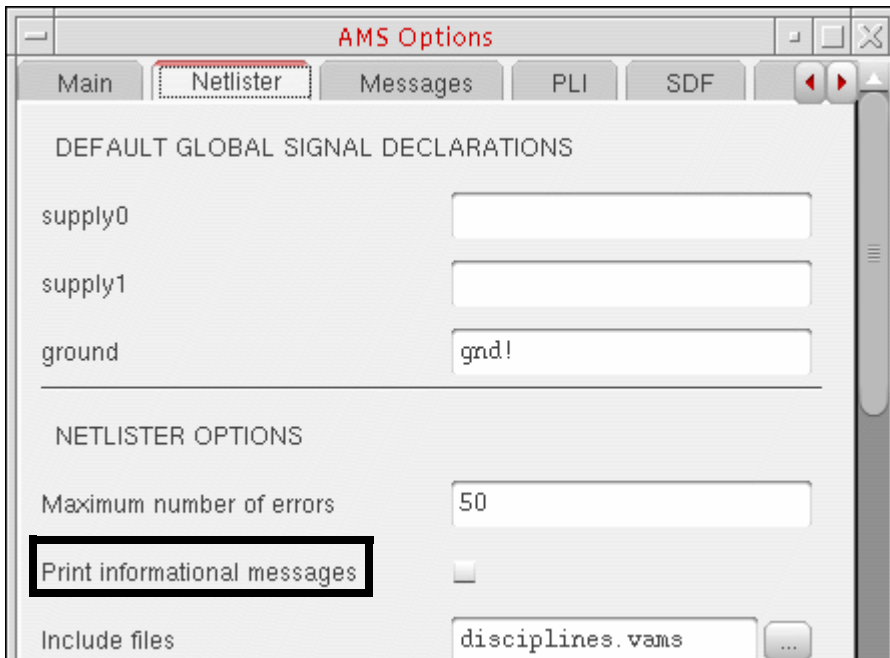 AMS Options
Main Netlister Messages PLI SDF
DEFAULT GLOBAL SIGNAL DECLARATIONS
supply0
supply1
ground gnd!
NETLISTER OPTIONS
Maximum number of errors 50
Print informational messages
Include files disciplines.vams ...